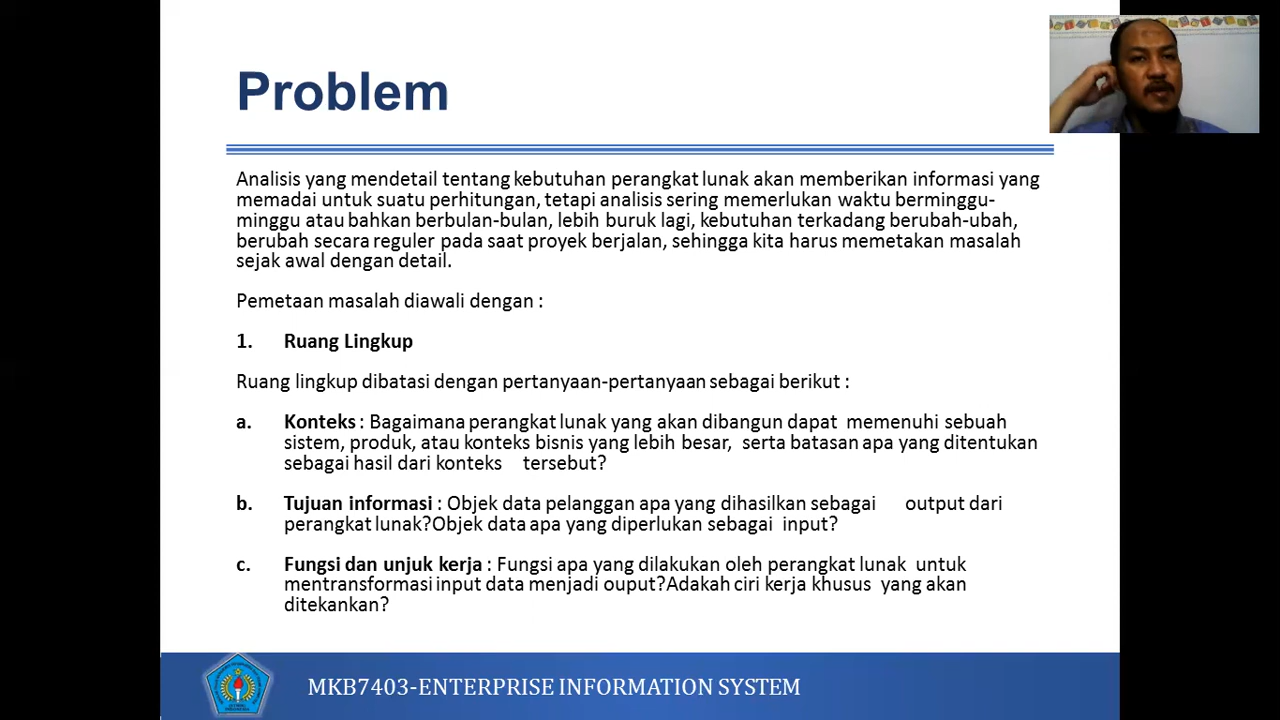 Problem
Analisis yang mendetail tentang kebutuhan perangkat lunak akan memberikan informasi yang
memadai untuk suatu perhitungan, tetapi analisis sering memerlukan waktu berminggu-
minggu atau bahkan berbulan-bulan, lebih buruk lagi, kebutuhan terkadang berubah-ubah,
berubah secara reguler pada saat proyek berjalan, sehingga kita harus memetakan masalah
sejak awal dengan detail.
Pemetaan masalah diawali dengan :
1. Ruang Lingkup
Ruang lingkup dibatasi dengan pertanyaan-pertanyaan sebagai berikut :
a. Konteks : Bagaimana perangkat lunak yang akan dibangun dapat memenuhi sebuah
sistem, produk, atau konteks bisnis yang lebih besar, serta batasan apa yang ditentukan
sebagai hasil dari konteks tersebut?
b. Tujuan informasi : Objek data pelanggan apa yang dihasilkan sebagai output dari
perangkat lunak?Objek data apa yang diperlukan sebagai input?
c. Fungsi dan unjuk kerja : Fungsi apa yang dilakukan oleh perangkat lunak untuk
mentransformasi input data menjadi ouput?Adakah ciri kerja khusus yang akan
ditekankan?
MKB7403-ENTERPRISE INFORMATION SYSTEM